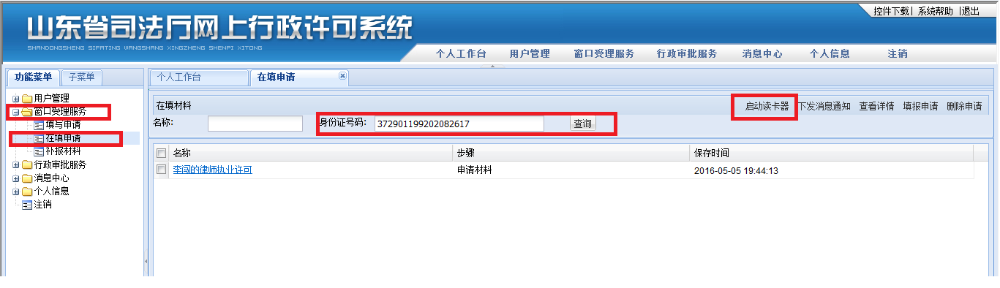 控件下载| 系统帮助 |退出
山东省司法厅网上行政许可系统
SHANDONGSHENG SIFATING WANGSHANG XINGZHENG SHENPI XITONG
个人工作台 用户管理 窗口受理服务 行政审批服务 消息中心 个人信息 注销
功能菜单 子菜单 个人工作台 在填申请
用户管理
窗口受理服务
填写申请
在填申请
补报材料
行政审批服务
消息中心
个人信息
注销
在填材料 启动读卡器 下发消息通知 查看详情 填报申请 删除申请
名称: 身份证号码: 372901199202082617 查询
名称 步骤 保存时间
李闯的律师执业许可 申请材料 2016-05-05 19:44:13